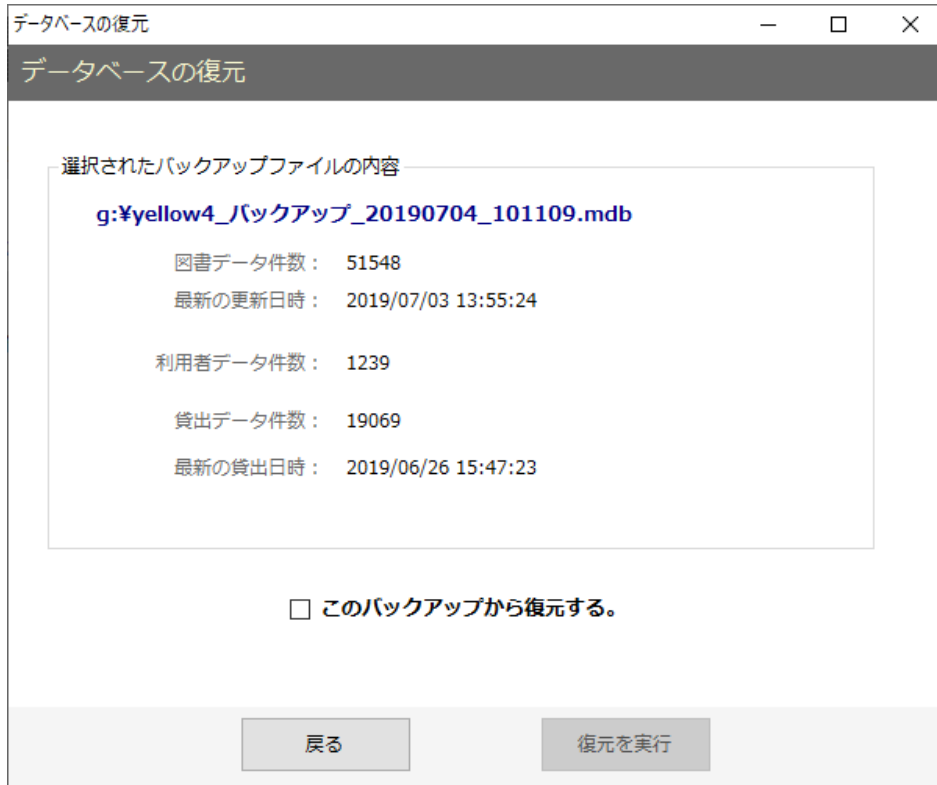 データベースの復元
データベースの復元
選択されたバックアップファイルの内容
g:¥yellow4_バックアップ_20190704_101109.mdb
図書データ件数： 51548
最新の更新日時： 2019/07/03 13:55:24
利用者データ件数： 1239
貸出データ件数： 19069
最新の貸出日時： 2019/06/26 15:47:23
このバックアップから復元する。
戻る 復元を実行